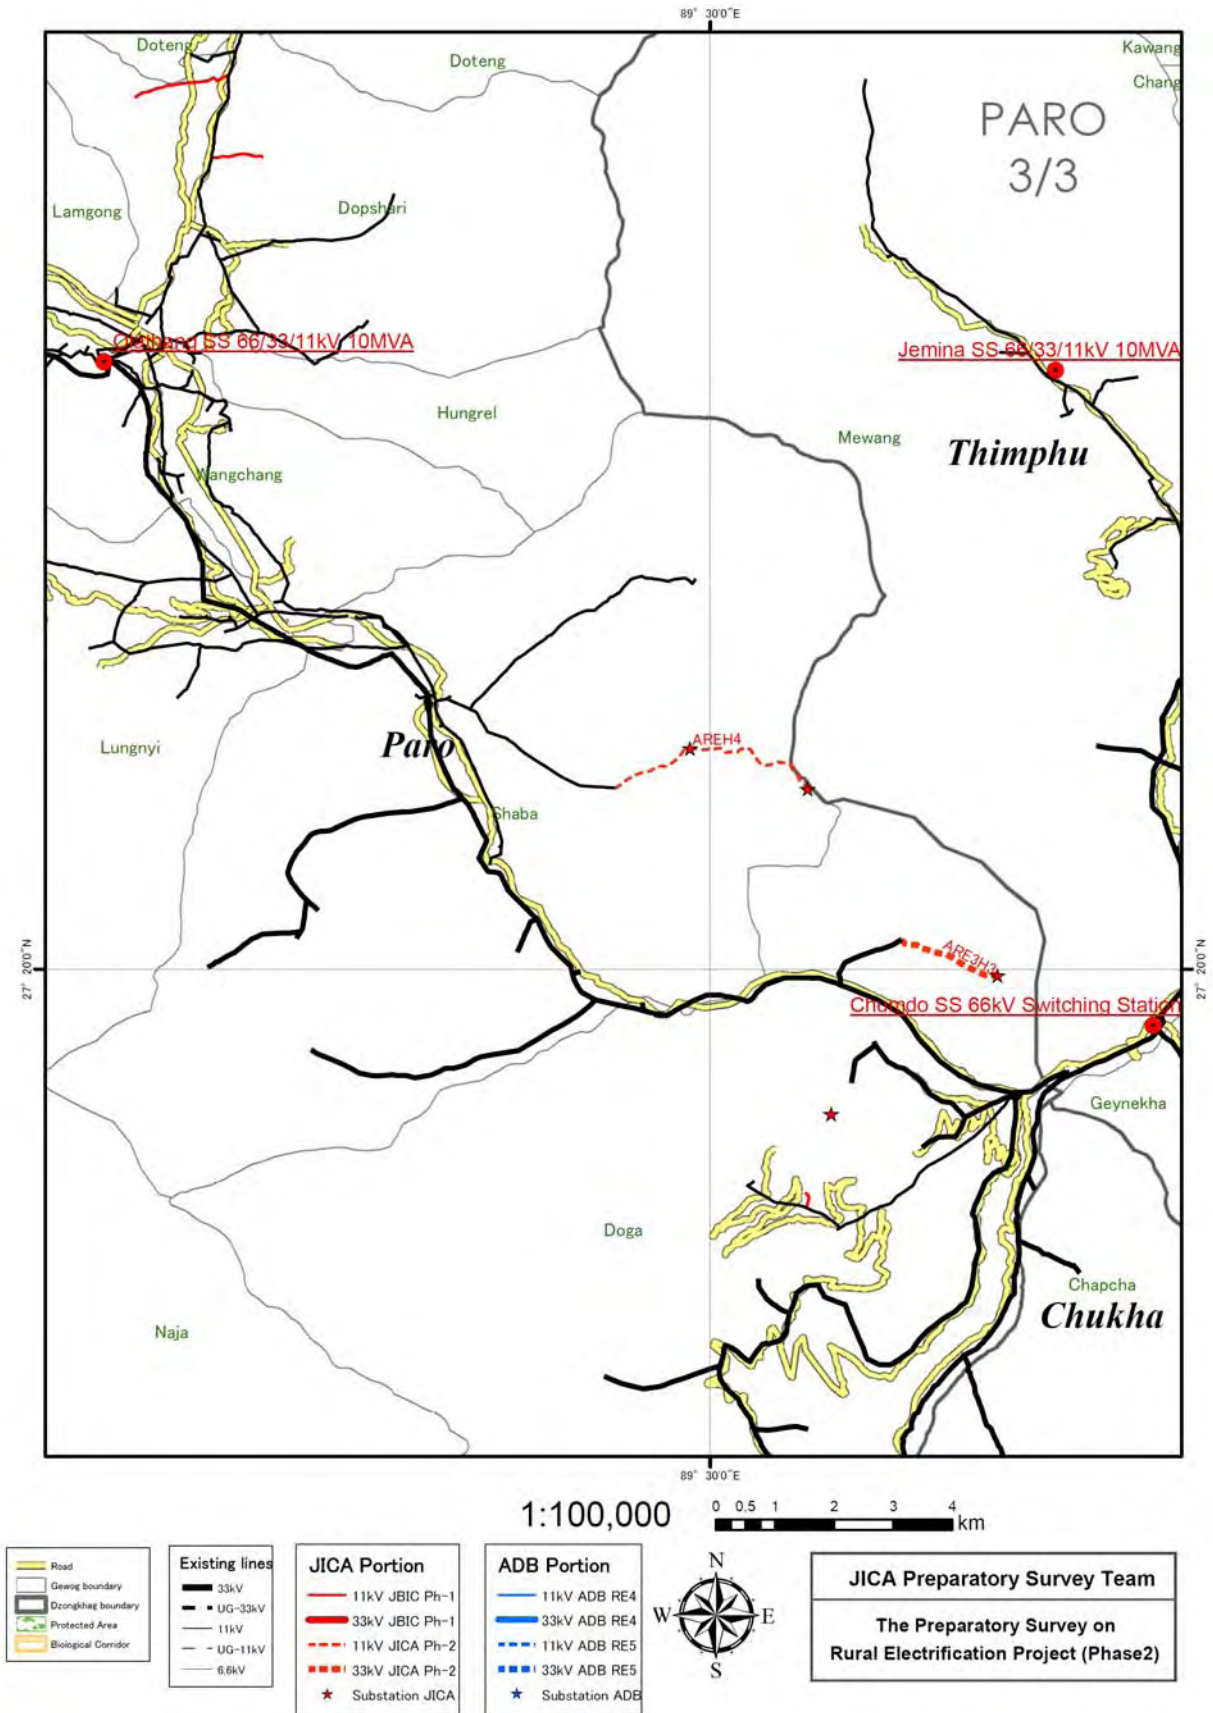 89° 30'0"E
Doteng
Doteng
Kawang
Chang
PARO
3/3
Lamgong
Dopshari
SS 66/33/11kV 10MVA
Jemina SS 66/33/11kV 10MVA
Hungrel
Mewang
Thimphu
Wangchang
Lungnyi
Paro
AREH4
Shaba
27° 20'0"N
27° 20'0"N
ARE3H3
Chumdo SS 66kV Switching Station
Geynekha
Doga
Chapcha
Chukha
Naja
89° 30'0"E
1:100,000
0 0.5 1 2 3 4
km
Road
Gewog boundary
Dzongkhag boundary
Protected Area
Biological Corridor
Existing lines
33kV
UG-33kV
11kV
UG-11kV
6.6kV
JICA Portion
11kV JBIC Ph-1
33kV JBIC Ph-1
11kV JICA Ph-2
33kV JICA Ph-2
Substation JICA
ADB Portion
11kV ADB RE4
33kV ADB RE4
11kV ADB RE5
33kV ADB RE5
Substation ADB
N
W E
S
JICA Preparatory Survey Team
The Preparatory Survey on
Rural Electrification Project (Phase2)